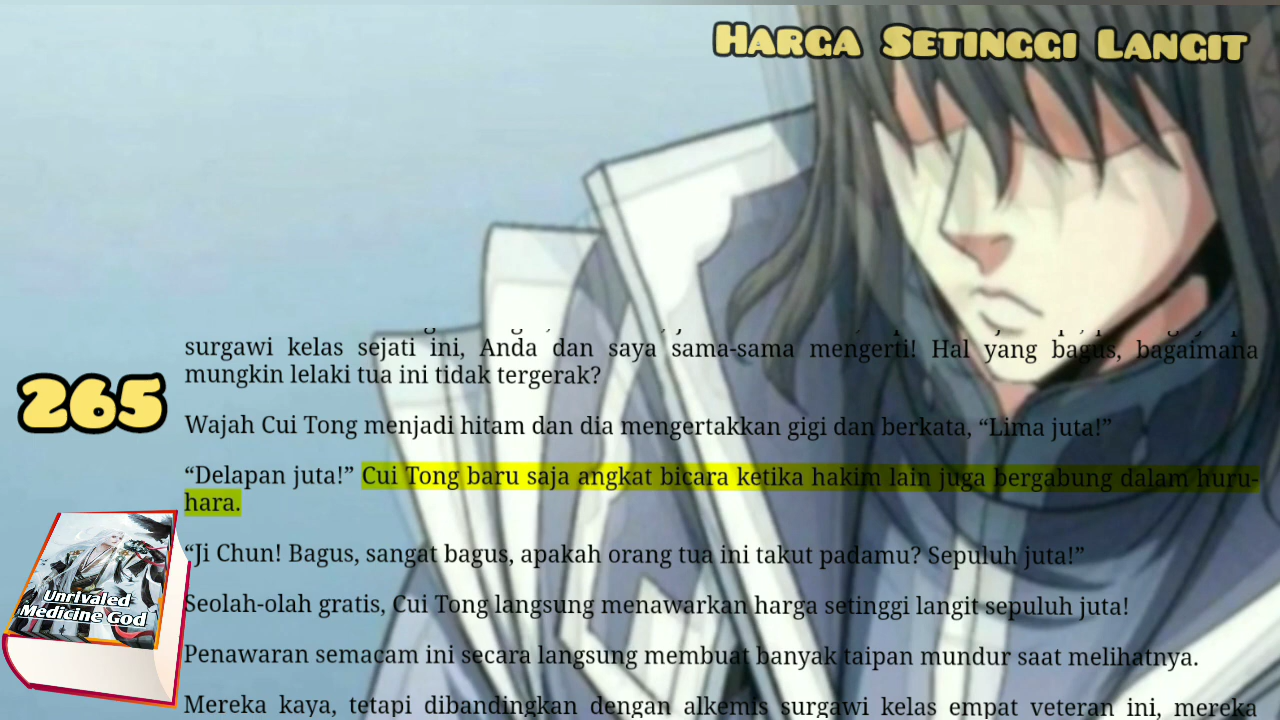 HARGA SETINGGI LANGIT
surgawi kelas sejati ini, Anda dan saya sama-sama mengerti! Hal yang bagus, bagaimana
mungkin lelaki tua ini tidak tergerak?
265
Wajah Cui Tong menjadi hitam dan dia mengertakkan gigi dan berkata, “Lima juta!”
“Delapan juta!” Cui Tong baru saja angkat bicara ketika hakim lain juga bergabung dalam huru-
hara.
“Ji Chun! Bagus, sangat bagus, apakah orang tua ini takut padamu? Sepuluh juta!”
Seolah-olah gratis, Cui Tong langsung menawarkan harga setinggi langit sepuluh juta!
Unrivaled
Medicine God
Penawaran semacam ini secara langsung membuat banyak taipan mundur saat melihatnya.
Mereka kaya, tetapi dibandingkan dengan alkemis surgawi kelas empat veteran ini, mereka